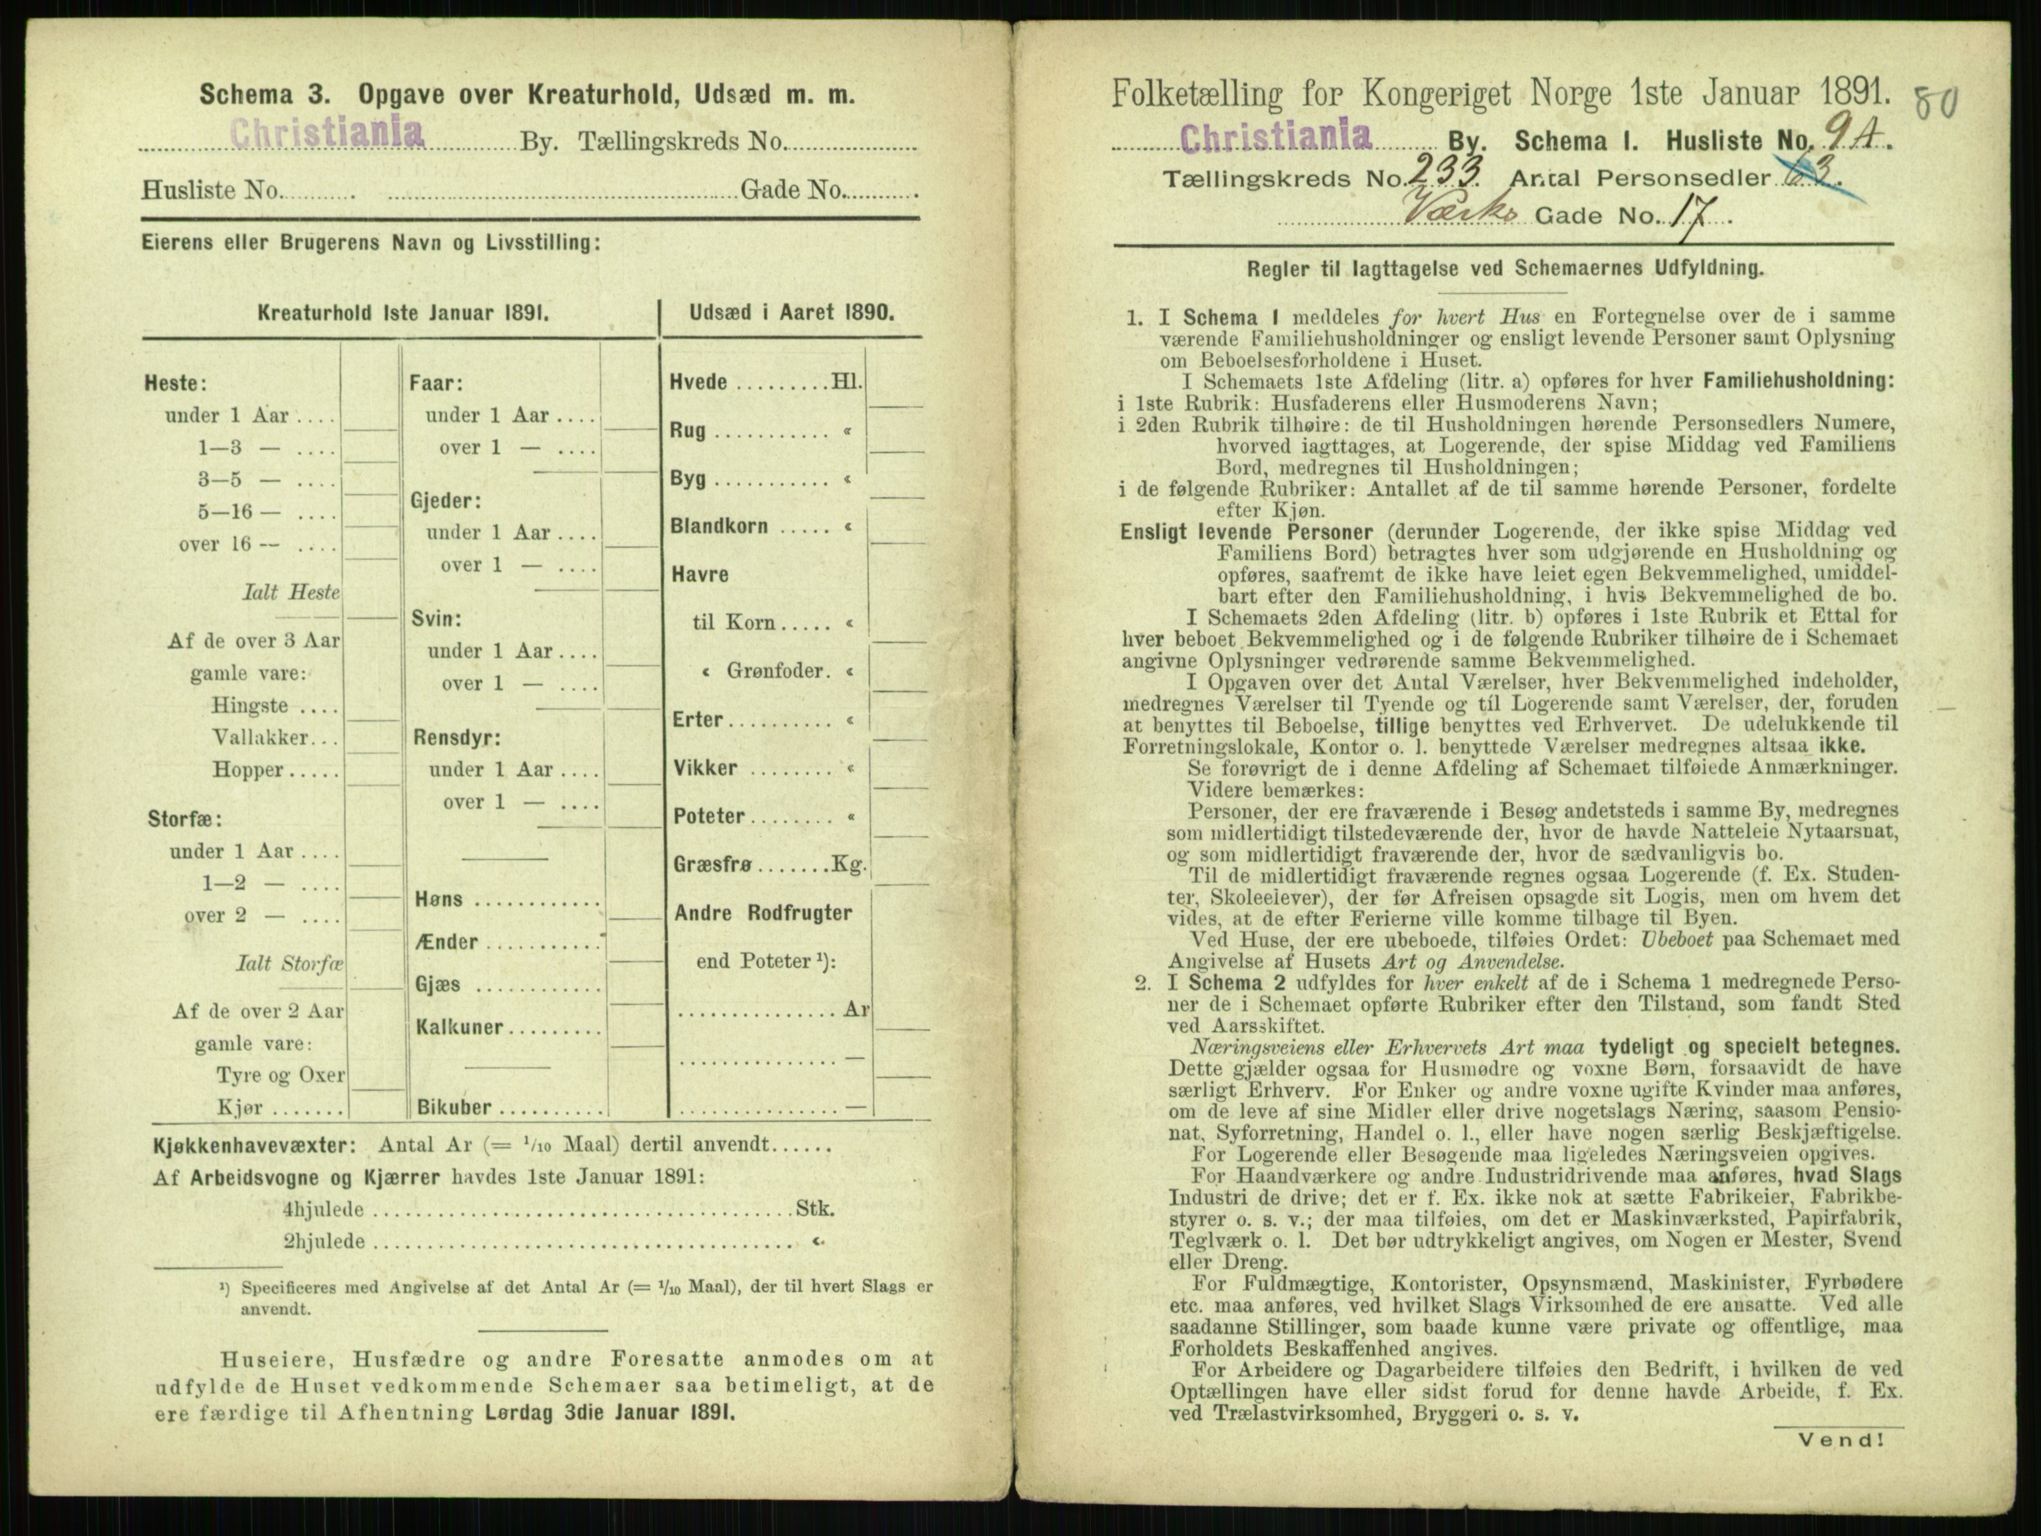 Schema 3. Opgave over Kreaturhold, Udsæd m. m.
Christiania By. Tællingskreds No.
Husliste No. Gade No.
Eierens eller Brugerens Navn og Livsstilling:
Kreaturhold 1ste Januar 1891.
Heste:
under 1 Aar ....
1—3 — ....
3—5 — ....
5—16 — ....
over 16 — ....
Ialt Heste
Af de over 3 Aar
gamle vare:
Hingste ....
Vallakker...
Hopper .....
Storfæ:
under 1 Aar ....
1—2 — ....
over 2 — ....
Ialt Storfæ
Af de over 2 Aar
gamle vare:
Tyre og Oxer
Kjør .......
Faar:
under 1 Aar ....
over 1 — ....
Gjeder:
under 1 Aar ....
over 1 — ....
Svin:
under 1 Aar ....
over 1 — ....
Rensdyr:
under 1 Aar ....
over 1 — ....
Høns ............
Ænder ...........
Gjæs ............
Kalkuner.........
Bikuber ..........
Udsæd i Aaret 1890.
Hvede .........Hl.
Rug ........... «
Byg ........... «
Blandkorn ..... «
Havre
til Korn..... «
« Grønfoder. «
Erter.......... «
Vikker ........ «
Poteter........ «
Græsfrø .......Kg.
Andre Rodfrugter
end Poteter ¹):
............... Ar
............... —
............... —
Kjøkkenhavevæxter: Antal Ar (= 1/10 Maal) dertil anvendt......
Af Arbeidsvogne og Kjærrer havdes 1ste Januar 1891:
4hjulede ......................................Stk.
2hjulede ...................................... «
¹) Specificeres med Angivelse af det Antal Ar (= 1/10 Maal), der til hvert Slags er
anvendt.
Huseiere, Husfædre og andre Foresatte anmodes om at
udfylde de Huset vedkommende Schemaer saa betimeligt, at de
ere færdige til Afhentning Lørdag 3die Januar 1891.
Folketælling for Kongeriget Norge 1ste Januar 1891. 80
Christiania By. Schema 1. Husliste No. 9A.
Tællingskreds No. 233. Antal Personsedler 63.
Værks Gade No. 17.
Regler til Iagttagelse ved Schemaernes Udfyldning.
1. I Schema 1 meddeles for hvert Hus en Fortegnelse over de i samme
værende Familiehusholdninger og ensligt levende Personer samt Oplysning
om Beboelsesforholdene i Huset.
I Schemaets 1ste Afdeling (litr. a) opføres for hver Familiehusholdning:
i 1ste Rubrik: Husfaderens eller Husmoderens Navn;
i 2den Rubrik tilhøire: de til Husholdningen hørende Personsedlers Numere,
hvorved iagttages, at Logerende, der spise Middag ved Familiens
Bord, medregnes til Husholdningen;
i de følgende Rubriker: Antallet af de til samme hørende Personer, fordelte
efter Kjøn.
Ensligt levende Personer (derunder Logerende, der ikke spise Middag ved
Familiens Bord) betragtes hver som udgjørende en Husholdning og
opføres, saafremt de ikke have leiet egen Bekvemmelighed, umiddel-
bart efter den Familiehusholdning, i hvis Bekvemmelighed de bo.
I Schemaets 2den Afdeling (litr. b) opføres i 1ste Rubrik et Ettal for
hver beboet Bekvemmelighed og i de følgende Rubriker tilhøire de i Schemaet
angivne Oplysninger vedrørende samme Bekvemmelighed.
I Opgaven over det Antal Værelser, hver Bekvemmelighed indeholder,
medregnes Værelser til Tyende og til Logerende samt Værelser, der, foruden
at benyttes til Beboelse, tillige benyttes ved Erhvervet. De udelukkende til
Forretningslokale, Kontor o. l. benyttede Værelser medregnes altsaa ikke.
Se forøvrigt de i denne Afdeling af Schemaet tilføiede Anmærkninger.
Videre bemærkes:
Personer, der ere fraværende i Besøg andetsteds i samme By, medregnes
som midlertidigt tilstedeværende der, hvor de havde Natteleie Nytaarsnat,
og som midlertidigt fraværende der, hvor de sædvanligvis bo.
Til de midlertidigt fraværende regnes ogsaa Logerende (f. Ex. Studen-
ter, Skoleelever), der før Afreisen opsagde sit Logis, men om hvem det
vides, at de efter Ferierne ville komme tilbage til Byen.
Ved Huse, der ere ubeboede, tilføies Ordet: Ubeboet paa Schemaet med
Angivelse af Husets Art og Anvendelse.
2. I Schema 2 udfyldes for hver enkelt af de i Schema 1 medregnede Perso-
ner de i Schemaet opførte Rubriker efter den Tilstand, som fandt Sted
ved Aarsskiftet.
Næringsveiens eller Erhvervets Art maa tydeligt og specielt betegnes.
Dette gjælder ogsaa for Husmødre og voxne Børn, forsaavidt de have
særligt Erhverv. For Enker og andre voxne ugifte Kvinder maa anføres,
om de leve af sine Midler eller drive nogetslags Næring, saasom Pensio-
nat, Syforretning, Handel o. l., eller have nogen særlig Beskjæftigelse.
For Logerende eller Besøgende maa ligeledes Næringsveien opgives.
For Haandværkere og andre Industridrivende maa anføres, hvad Slags
Industri de drive; det er f. Ex. ikke nok at sætte Fabrikeier, Fabrikbe-
styrer o. s. v.; der maa tilføies, om det er Maskinværksted, Papirfabrik,
Teglværk o. l. Det bør udtrykkeligt angives, om Nogen er Mester, Svend
eller Dreng.
For Fuldmægtige, Kontorister, Opsynsmænd, Maskinister, Fyrbødere
etc. maa anføres, ved hvilket Slags Virksomhed de ere ansatte. Ved alle
saadanne Stillinger, som baade kunne være private og offentlige, maa
Forholdets Beskaffenhed angives.
For Arbeidere og Dagarbeidere tilføies den Bedrift, i hvilken de ved
Optællingen have eller sidst forud for denne havde Arbeide, f. Ex.
ved Trælastvirksomhed, Bryggeri o. s. v.
Vend!